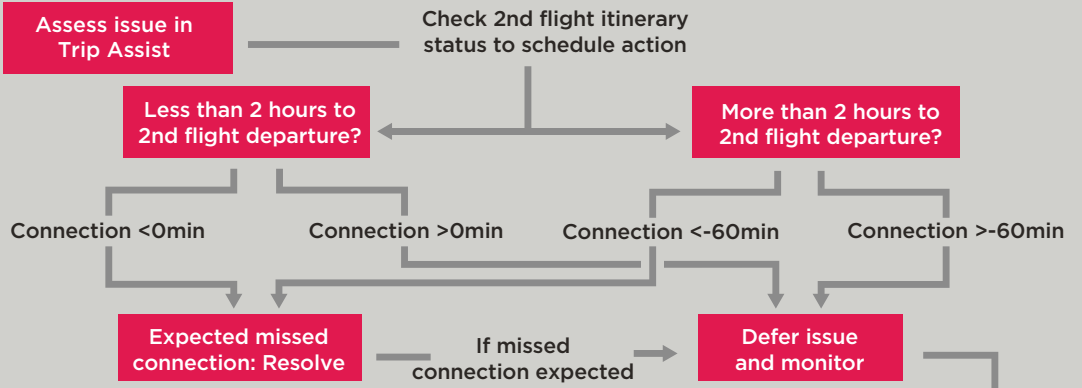 Assess issue in
Trip Assist
Check 2nd flight itinerary
status to schedule action
Less than 2 hours to
2nd flight departure?
More than 2 hours to
2nd flight departure?
Connection <0min
Connection >0min
Connection <-60min
Connection >-60min
Expected missed
connection: Resolve
If missed
connection expected
Defer issue
and monitor